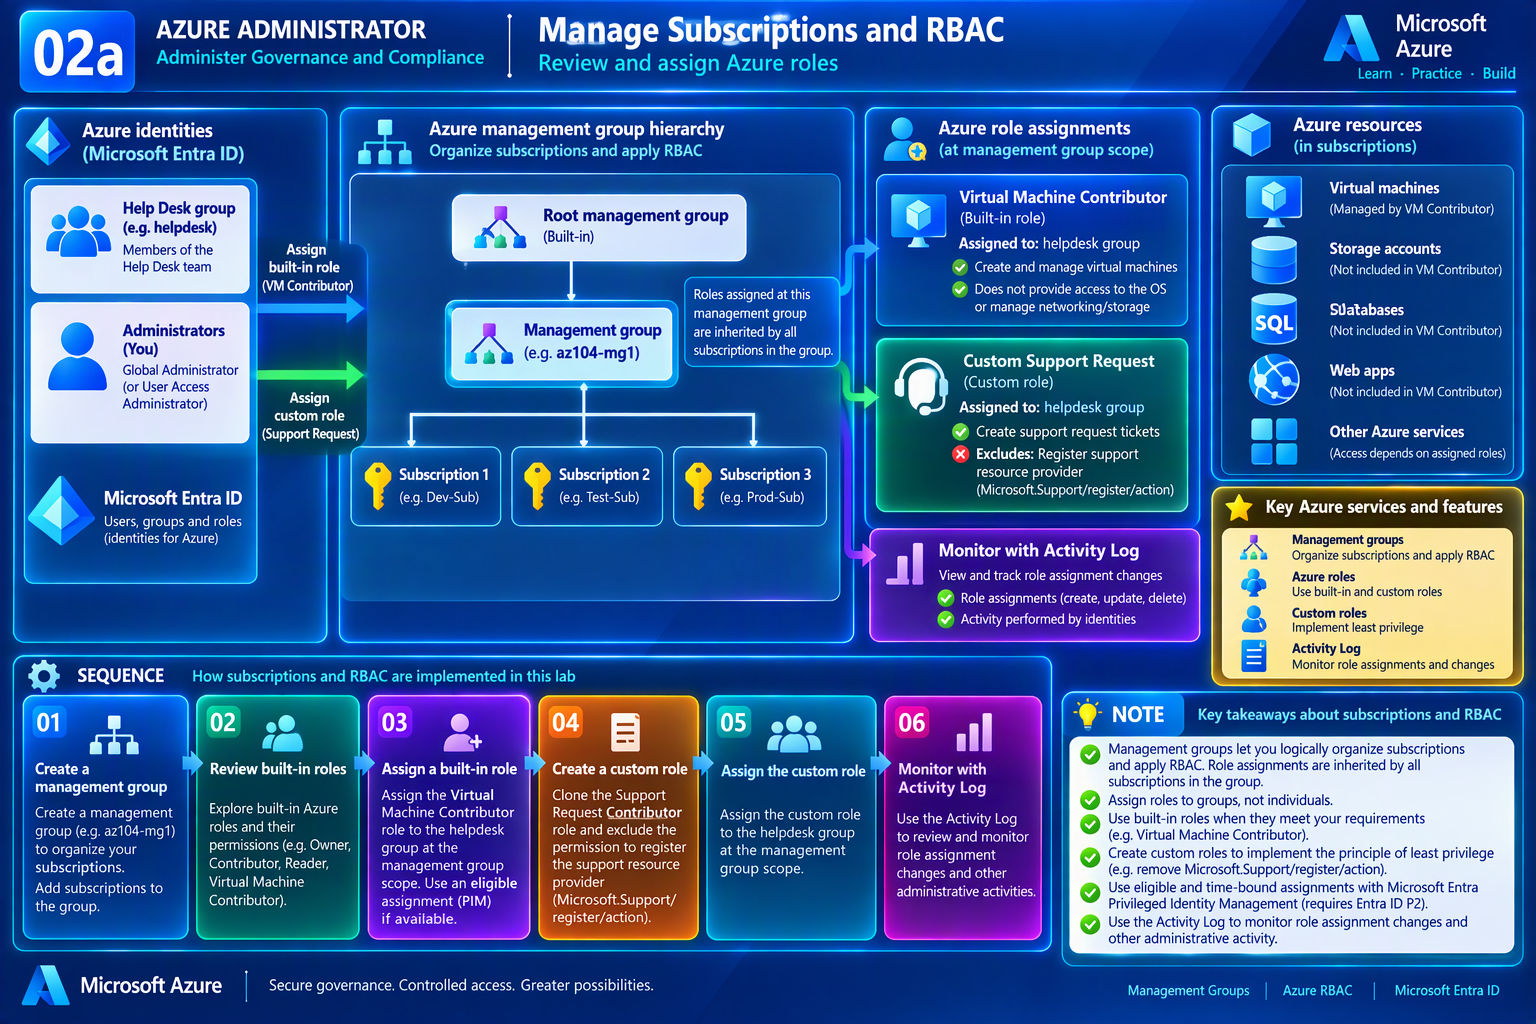 02a
AZURE ADMINISTRATOR
Administer Governance and Compliance
Manage Subscriptions and RBAC
Review and assign Azure roles
Microsoft
Azure
Learn · Practice · Build
Azure identities
(Microsoft Entra ID)
Help Desk group
(e.g. helpdesk)
Members of the
Help Desk team
Administrators
(You)
Global Administrator
(or User Access
Administrator)
Microsoft Entra ID
Users, groups and roles
(identities for Azure)
Assign
built-in role
(VM Contributor)
Assign
custom role
(Support Request)
Azure management group hierarchy
Organize subscriptions and apply RBAC
Root management group
(Built-in)
Management group
(e.g. az104-mg1)
Roles assigned at this
management group
are inherited by all
subscriptions in the group.
Subscription 1
(e.g. Dev-Sub)
Subscription 2
(e.g. Test-Sub)
Subscription 3
(e.g. Prod-Sub)
Azure role assignments
(at management group scope)
Virtual Machine Contributor
(Built-in role)
Assigned to: helpdesk group
Create and manage virtual machines
Does not provide access to the OS
or manage networking/storage
Custom Support Request
(Custom role)
Assigned to: helpdesk group
Create support request tickets
Excludes: Register support
resource provider
(Microsoft.Support/register/action)
Monitor with Activity Log
View and track role assignment changes
Role assignments (create, update, delete)
Activity performed by identities
Azure resources
(in subscriptions)
Virtual machines
(Managed by VM Contributor)
Storage accounts
(Not included in VM Contributor)
SQL
(Not included in VM Contributor)
Web apps
(Not included in VM Contributor)
Other Azure services
(Access depends on assigned roles)
Key Azure services and features
Management groups
Organize subscriptions and apply RBAC
Azure roles
Use built-in and custom roles
Custom roles
Implement least privilege
Activity Log
Monitor role assignments and changes
SEQUENCE
How subscriptions and RBAC are implemented in this lab
01
Create a
management group
Create a management
group (e.g. az104-mg1)
to organize your
subscriptions.
Add subscriptions to
the group.
02
Review built-in roles
Explore built-in Azure
roles and their
permissions (e.g. Owner,
Contributor, Reader,
Virtual Machine
Contributor).
03
Assign a built-in role
Assign the Virtual
Machine Contributor
role to the helpdesk
group at the
management group
scope. Use an eligible
assignment (PIM)
if available.
04
Create a custom role
Clone the Support
Request Contributor
role and exclude the
permission to register
the support resource
provider
(Microsoft.Support/
register/action).
05
Assign the custom role
Assign the custom role
to the helpdesk group
at the management
group scope.
06
Monitor with
Activity Log
Use the Activity Log
to review and monitor
role assignment
changes and other
administrative activities.
NOTE
Key takeaways about subscriptions and RBAC
Management groups let you logically organize subscriptions
and apply RBAC. Role assignments are inherited by all
subscriptions in the group.
Assign roles to groups, not individuals.
Use built-in roles when they meet your requirements
(e.g. Virtual Machine Contributor).
Create custom roles to implement the principle of least privilege
(e.g. remove Microsoft.Support/register/action).
Use eligible and time-bound assignments with Microsoft Entra
Privileged Identity Management (requires Entra ID P2).
Use the Activity Log to monitor role assignment changes and
other administrative activity.
Microsoft Azure
Secure governance. Controlled access. Greater possibilities.
Management Groups
Azure RBAC
Microsoft Entra ID